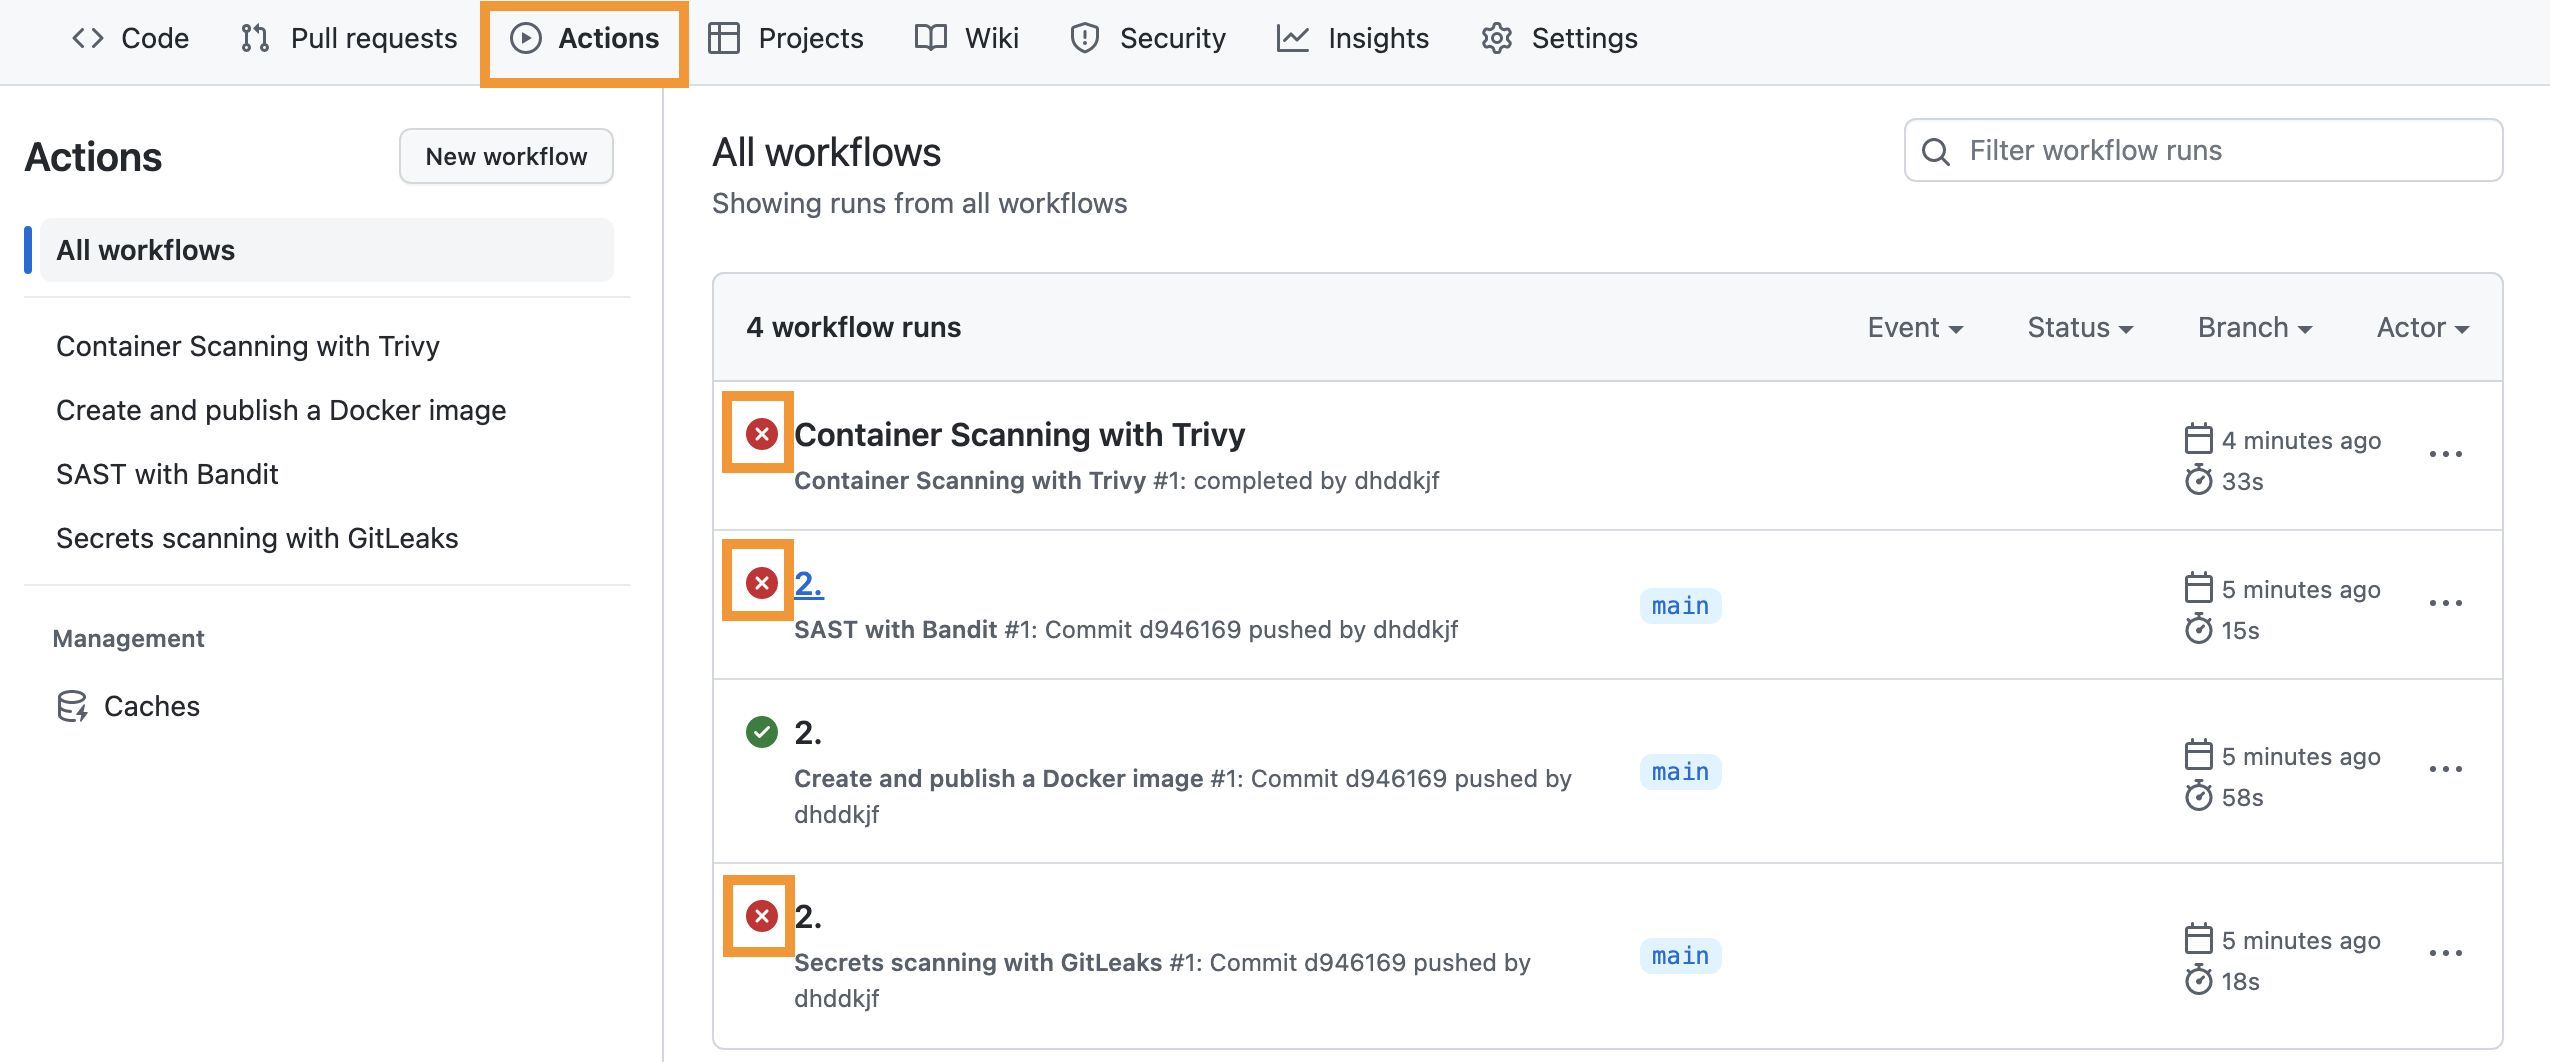 Code Pull requests Actions Projects Wiki Security Insights Settings
Actions
New workflow
All workflows
Container Scanning with Trivy
Create and publish a Docker image
SAST with Bandit
Secrets scanning with GitLeaks
Management
Caches
All workflows
Showing runs from all workflows
Filter workflow runs
4 workflow runs
Event Status Branch Actor
Container Scanning with Trivy
Container Scanning with Trivy #1: completed by dhddkjf
4 minutes ago
33s
2.
SAST with Bandit #1: Commit d946169 pushed by dhddkjf
main
5 minutes ago
15s
2.
Create and publish a Docker image #1: Commit d946169 pushed by
dhddkjf
main
5 minutes ago
58s
2.
Secrets scanning with GitLeaks #1: Commit d946169 pushed by
dhddkjf
main
5 minutes ago
18s